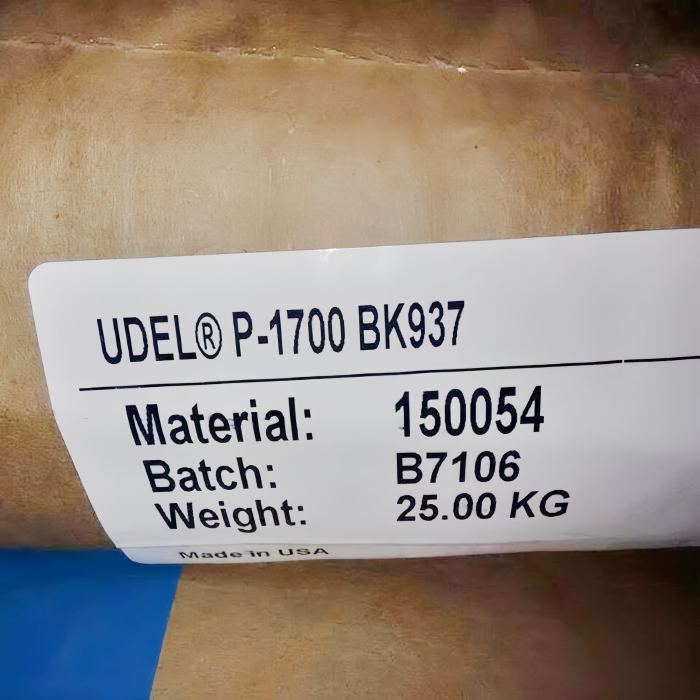 UDEL® P-1700 BK937
Material: 150054
Batch: B7106
Weight: 25.00 KG
Made in USA